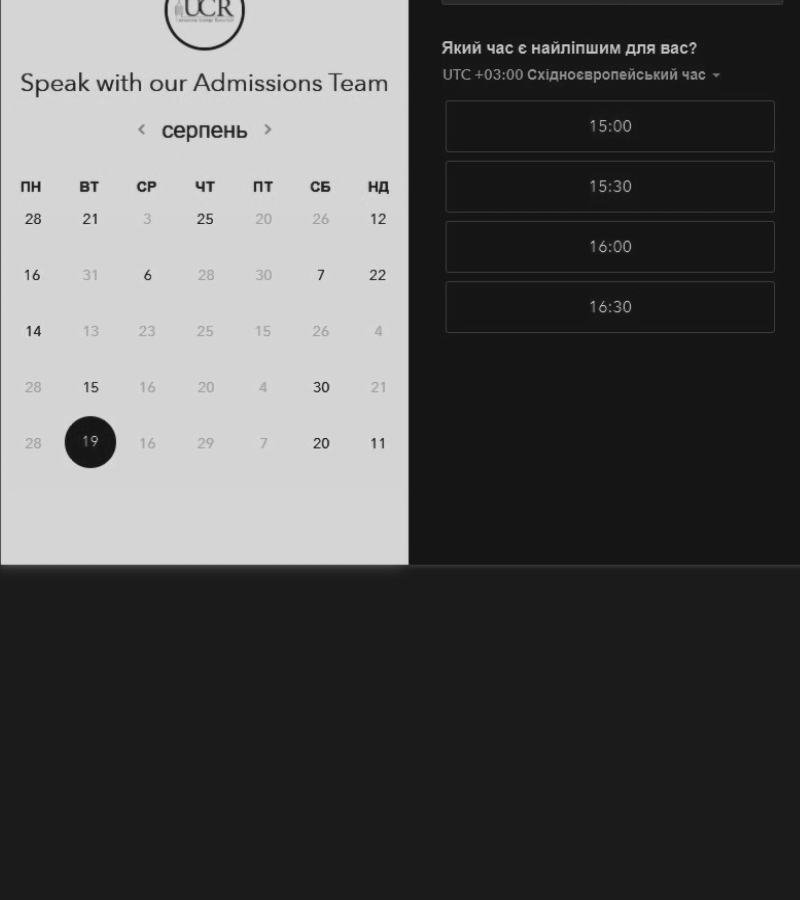 UCR
Speak with our Admissions Team
серпень
ПН ВТ СР ЧТ ПТ СБ НД
28 21 3 25 20 26 12
16 31 6 28 30 7 22
14 13 23 25 15 26 4
28 15 16 20 4 30 21
28 19 16 29 7 20 11
Який час є найліпшим для вас?
UTC +03:00 Східноєвропейський час
15:00
15:30
16:00
16:30